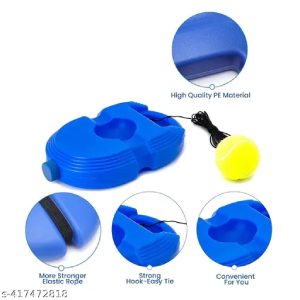 High Quality PE Material
More Stronger
Elastic Rope
Strong
Hook-Easy Tie
Convenient
For You
s-417472818